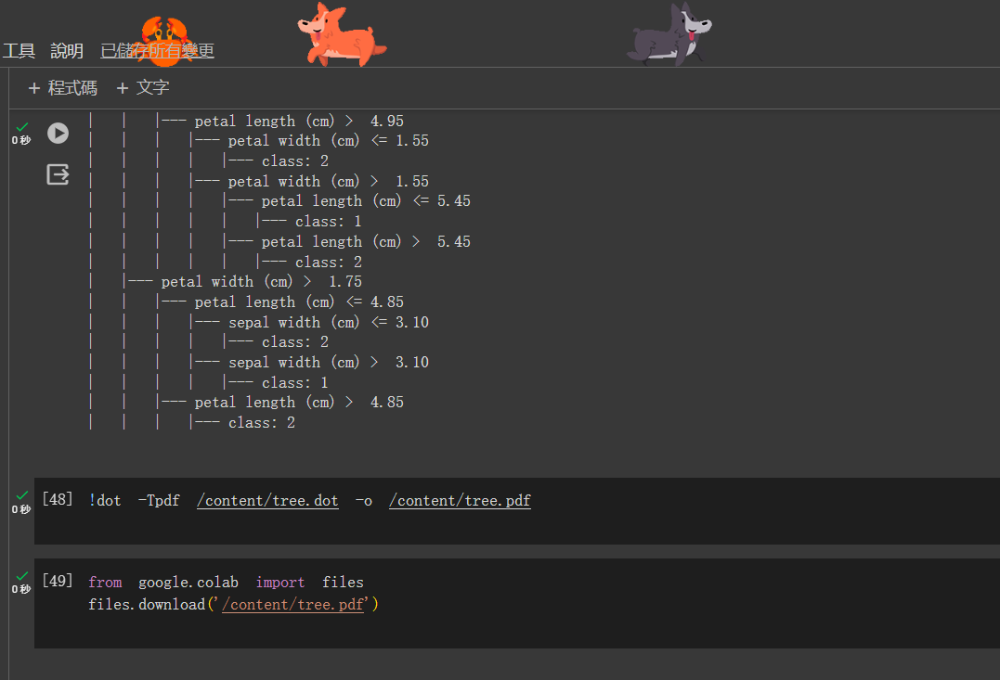 工具 說明 已儲存所有變更
+ 程式碼 + 文字
0 秒
|   |   |--- petal length (cm) >  4.95
|   |   |   |--- petal width (cm) <= 1.55
|   |   |   |   |--- class: 2
|   |   |   |--- petal width (cm) >  1.55
|   |   |   |   |--- petal length (cm) <= 5.45
|   |   |   |   |   |--- class: 1
|   |   |   |   |--- petal length (cm) >  5.45
|   |   |   |   |   |--- class: 2
|   |--- petal width (cm) >  1.75
|   |   |--- petal length (cm) <= 4.85
|   |   |   |--- sepal width (cm) <= 3.10
|   |   |   |   |--- class: 2
|   |   |   |--- sepal width (cm) >  3.10
|   |   |   |   |--- class: 1
|   |   |--- petal length (cm) >  4.85
|   |   |   |--- class: 2
0 秒 [48] !dot -Tpdf /content/tree.dot -o /content/tree.pdf
0 秒 [49] from google.colab import files
files.download('/content/tree.pdf')